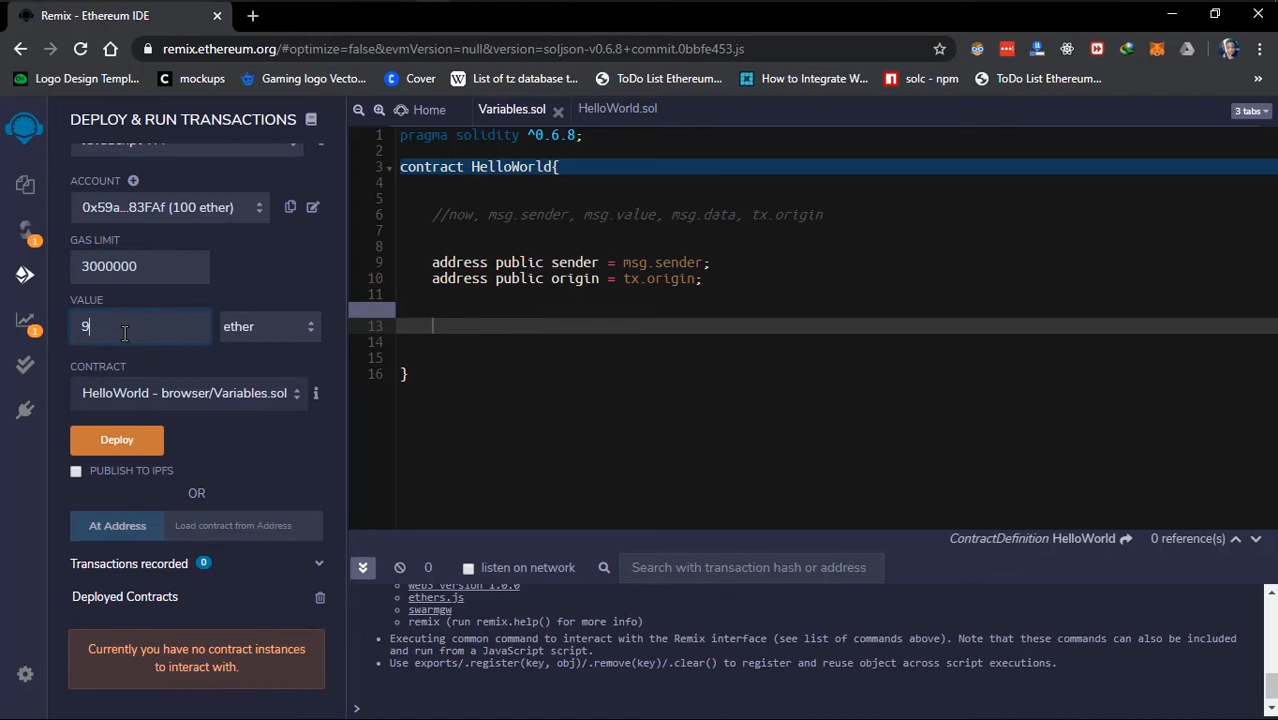 Remix - Ethereum IDE
remix.ethereum.org/#optimize=false&evmVersion=null&version=soljson-v0.6.8+commit.0bbfe453.js
Logo Design Templ... mockups Gaming logo Vecto... Cover List of tz database t... ToDo List Ethereum... How to Integrate W... solc - npm ToDo List Ethereum...
DEPLOY & RUN TRANSACTIONS
Home Variables.sol HelloWorld.sol 3 tabs
ACCOUNT
0x59a...83FAf (100 ether)
GAS LIMIT
3000000
VALUE
9 ether
CONTRACT
HelloWorld - browser/Variables.sol
Deploy
PUBLISH TO IPFS
OR
At Address Load contract from Address
Transactions recorded 0
Deployed Contracts
Currently you have no contract instances
to interact with.
1
1
1 pragma solidity ^0.6.8;
2
3 contract HelloWorld{
4
5
6 //now, msg.sender, msg.value, msg.data, tx.origin
7
8
9 address public sender = msg.sender;
10 address public origin = tx.origin;
11
13
14
15
16 }
ContractDefinition HelloWorld 0 reference(s)
0 listen on network Search with transaction hash or address
web3 version 1.0.0
ethers.js
swarmgw
remix (run remix.help() for more info)
Executing common command to interact with the Remix interface (see list of commands above). Note that these commands can also be included
and run from a JavaScript script.
Use exports/.register(key, obj)/.remove(key)/.clear() to register and reuse object across script executions.
>